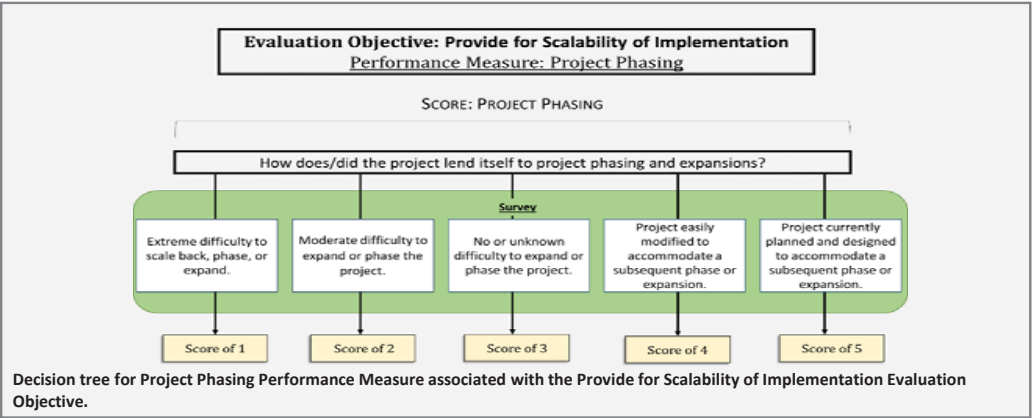 Evaluation Objective: Provide for Scalability of Implementation
Performance Measure: Project Phasing
SCORE: PROJECT PHASING
How does/did the project lend itself to project phasing and expansions?
Survey
Extreme difficulty to
scale back, phase, or
expand.
Moderate difficulty to
expand or phase the
project.
No or unknown
difficulty to expand or
phase the project.
Project easily
modified to
accommodate a
subsequent phase or
expansion.
Project currently
planned and designed
to accommodate a
subsequent phase or
expansion.
Score of 1
Score of 2
Score of 3
Score of 4
Score of 5
Decision tree for Project Phasing Performance Measure associated with the Provide for Scalability of Implementation Evaluation
Objective.